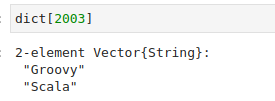 dict[2003]
2-element Vector{String}:
"Groovy"
"Scala"